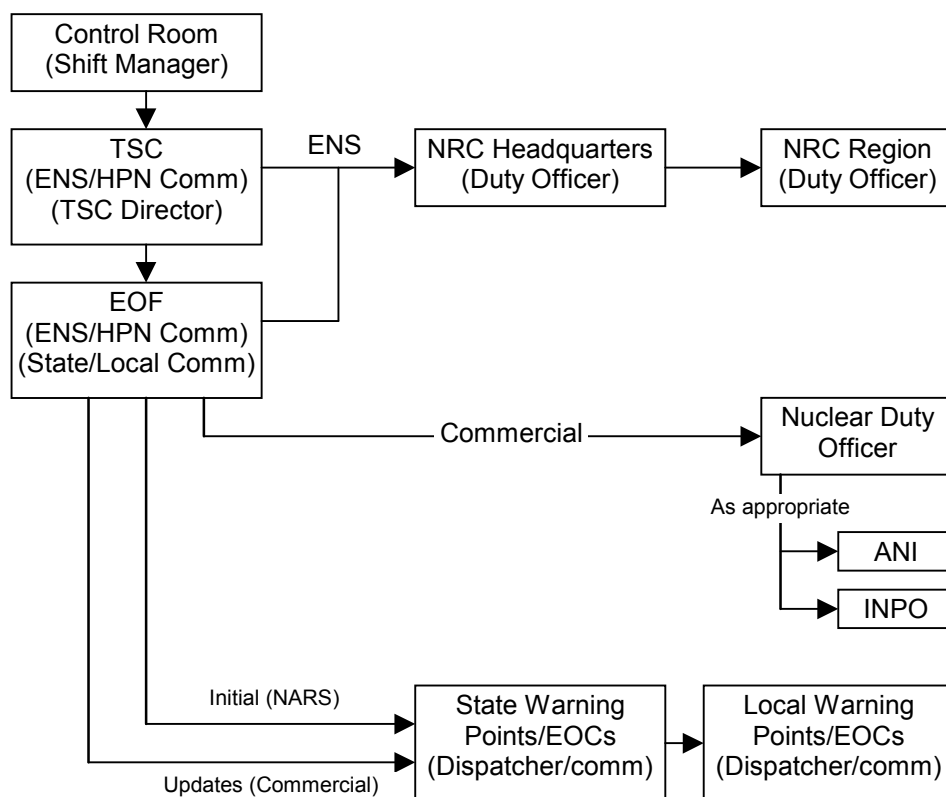 Control Room
(Shift Manager)
TSC
(ENS/HPN Comm)
(TSC Director)
ENS
NRC Headquarters
(Duty Officer)
NRC Region
(Duty Officer)
EOF
(ENS/HPN Comm)
(State/Local Comm)
Commercial
Nuclear Duty
Officer
As appropriate
ANI
INPO
Initial (NARS)
Updates (Commercial)
State Warning
Points/EOCs
(Dispatcher/comm)
Local Warning
Points/EOCs
(Dispatcher/comm)